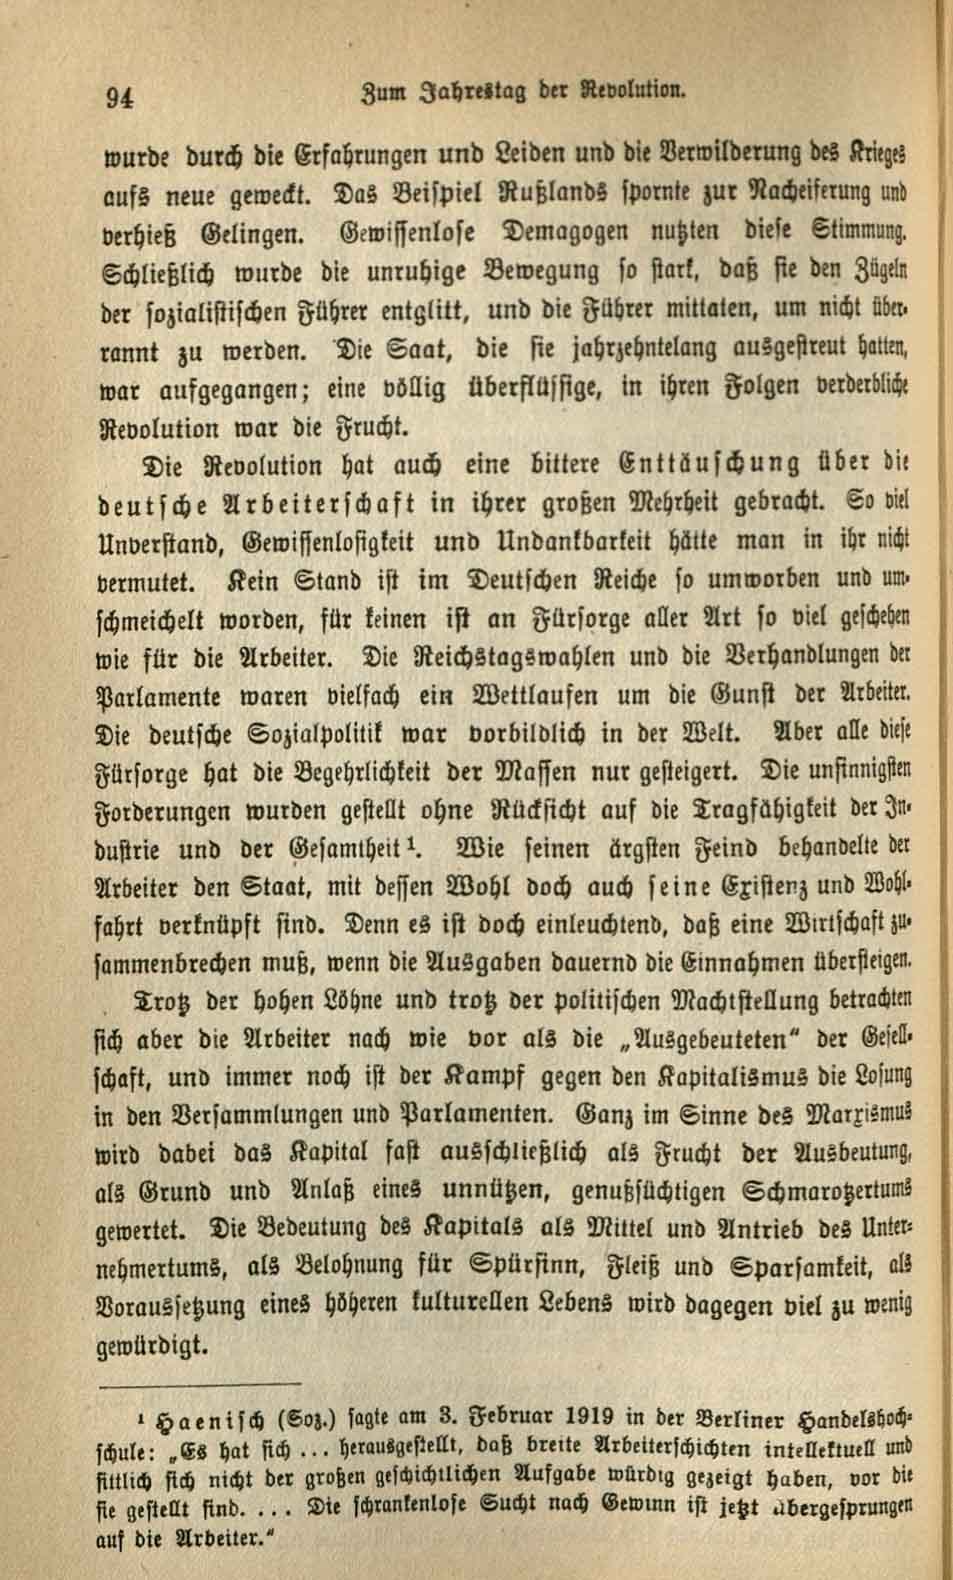 94
Zum Jahrestag der Revolution.
wurde durch die Erfahrungen und Leiden und die Verwilderung des Krieges
aufs neue geweckt. Das Beispiel Rußlands spornte zur Nacheiferung und
verhieß Gelingen. Gewissenlose Demagogen nutzten diese Stimmung.
Schließlich wurde die unruhige Bewegung so stark, daß sie den Zügeln
der sozialistischen Führer entglitt, und die Führer mittaten, um nicht über-
rannt zu werden. Die Saat, die sie jahrzehntelang ausgestreut hatten,
war aufgegangen; eine völlig überflüssige, in ihren Folgen verderbliche
Revolution war die Frucht.
Die Revolution hat auch eine bittere Enttäuschung über die
deutsche Arbeiterschaft in ihrer großen Mehrheit gebracht. So viel
Unverstand, Gewissenlosigkeit und Undankbarkeit hätte man in ihr nicht
vermutet. Kein Stand ist im Deutschen Reiche so umworben und um-
schmeichelt worden, für keinen ist an Fürsorge aller Art so viel geschehen
wie für die Arbeiter. Die Reichstagswahlen und die Verhandlungen der
Parlamente waren vielfach ein Wettlaufen um die Gunst der Arbeiter.
Die deutsche Sozialpolitik war vorbildlich in der Welt. Aber alle diese
Fürsorge hat die Begehrlichkeit der Massen nur gesteigert. Die unsinnigsten
Forderungen wurden gestellt ohne Rücksicht auf die Tragfähigkeit der In-
dustrie und der Gesamtheit¹. Wie seinen ärgsten Feind behandelte der
Arbeiter den Staat, mit dessen Wohl doch auch seine Existenz und Wohl-
fahrt verknüpft sind. Denn es ist doch einleuchtend, daß eine Wirtschaft zu-
sammenbrechen muß, wenn die Ausgaben dauernd die Einnahmen übersteigen.
Trotz der hohen Löhne und trotz der politischen Machtstellung betrachten
sich aber die Arbeiter nach wie vor als die „Ausgebeuteten“ der Gesell-
schaft, und immer noch ist der Kampf gegen den Kapitalismus die Losung
in den Versammlungen und Parlamenten. Ganz im Sinne des Marxismus
wird dabei das Kapital fast ausschließlich als Frucht der Ausbeutung,
als Grund und Anlaß eines unnützen, genußsüchtigen Schmarotzertums
gewertet. Die Bedeutung des Kapitals als Mittel und Antrieb des Unter-
nehmertums, als Belohnung für Spürsinn, Fleiß und Sparsamkeit, als
Voraussetzung eines höheren kulturellen Lebens wird dagegen viel zu wenig
gewürdigt.
¹ Haenisch (Soz.) sagte am 3. Februar 1919 in der Berliner Handelshoch-
schule: „Es hat sich ... herausgestellt, daß breite Arbeiterschichten intellektuell und
sittlich sich nicht der großen geschichtlichen Aufgabe würdig gezeigt haben, vor die
sie gestellt sind. ... Die schrankenlose Sucht nach Gewinn ist jetzt übergesprungen
auf die Arbeiter.“